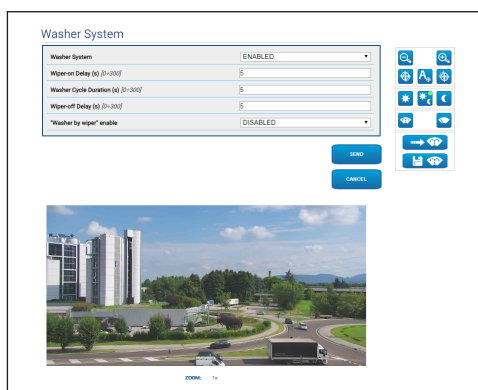 Washer System
Washer System ENABLED
Wiper-on Delay (s) [0÷300] 5
Washer Cycle Duration (s) [0÷300] 5
Wiper-off Delay (s) [0÷300] 5
"Washer by wiper" enable DISABLED
SEND
CANCEL
ZOOM: 1x